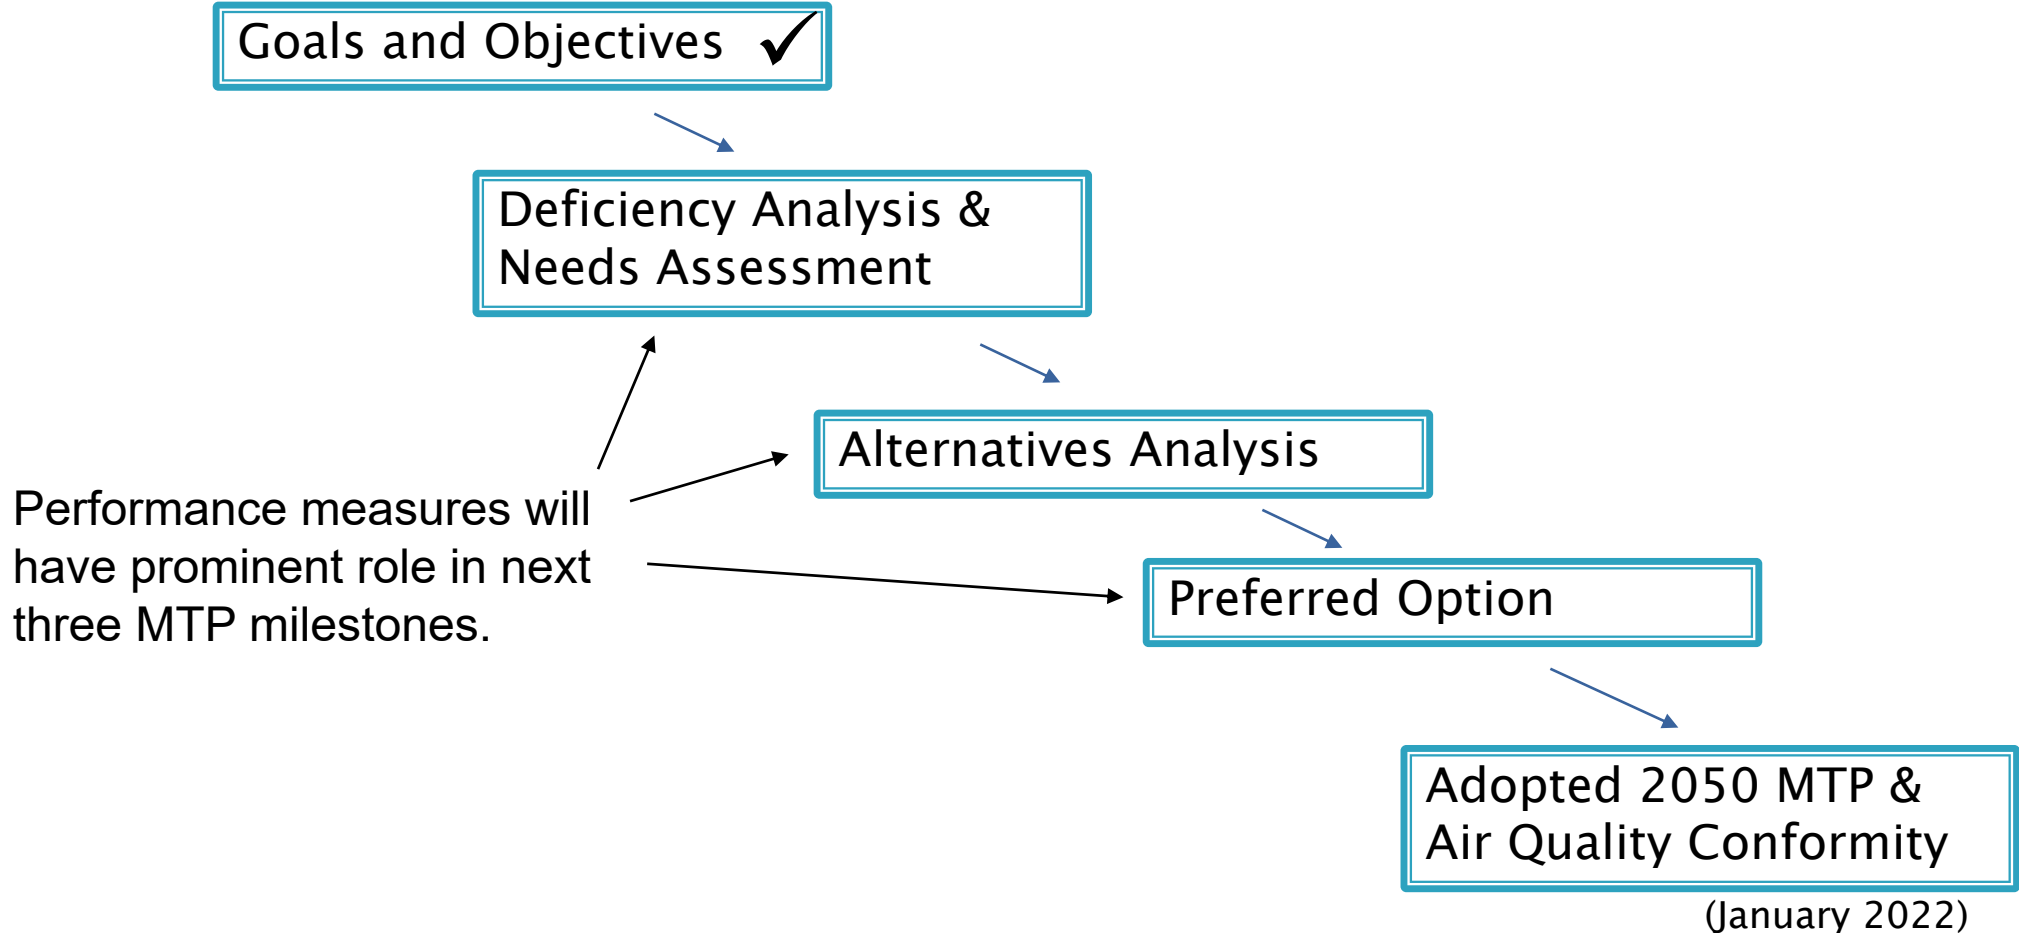 Goals and Objectives ✓
Deficiency Analysis &
Needs Assessment
Alternatives Analysis
Performance measures will
have prominent role in next
three MTP milestones.
Preferred Option
Adopted 2050 MTP &
Air Quality Conformity
(January 2022)